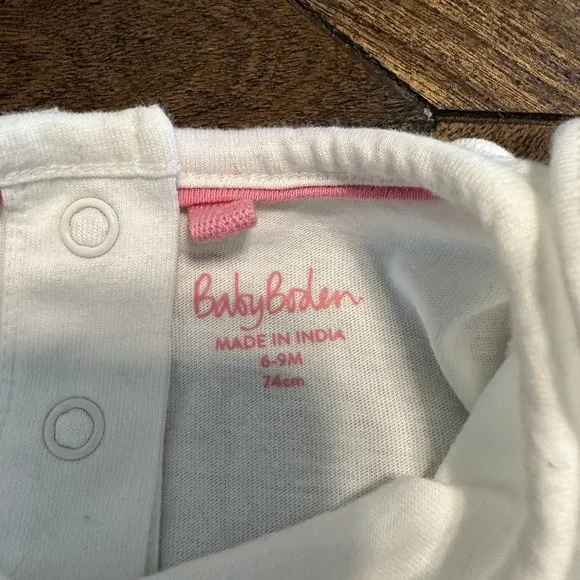 BabyBoden.
MADE IN INDIA
6-9M
74cm